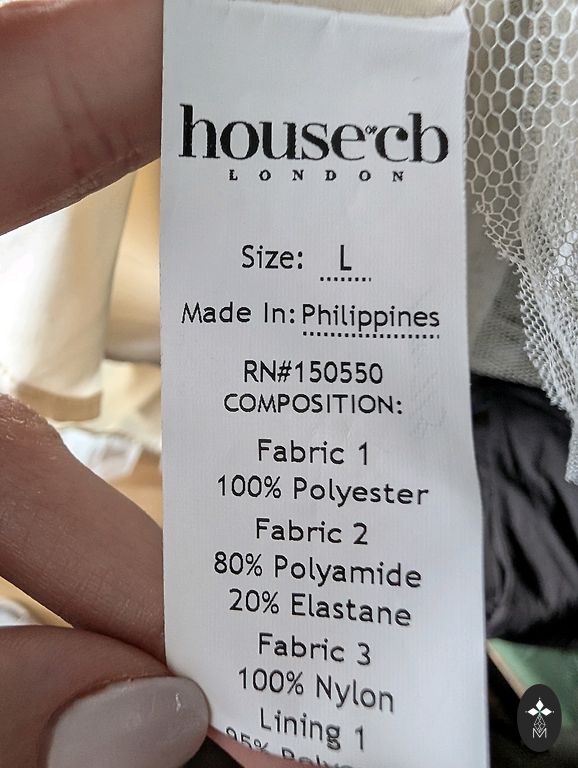 house of cb
LONDON
Size: L
Made In: Philippines
RN#150550
COMPOSITION:
Fabric 1
100% Polyester
Fabric 2
80% Polyamide
20% Elastane
Fabric 3
100% Nylon
Lining 1
95%
M